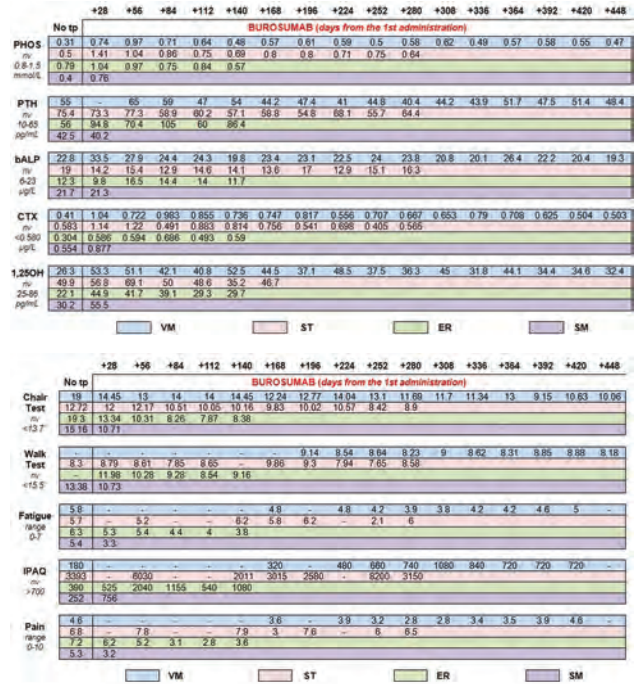 +28 +56 +84 +112 +140 +168 +196 +224 +252 +280 +308 +336 +364 +392 +420 +448
No tp BUROSUMAB (days from the 1st administration)
PHOS 0.31 0.74 0.97 0.71 0.64 0.48 0.57 0.61 0.59 0.5 0.58 0.62 0.49 0.57 0.58 0.55 0.47
nv 0.5 1.41 1.04 0.86 0.75 0.69 0.8 0.8 0.71 0.75 0.64
0.8-1.5 0.79 1.04 0.97 0.75 0.84 0.57
mmol/L 0.4 0.76
PTH 55 - 65 59 47 54 44.2 47.4 41 44.8 40.4 44.2 43.9 51.7 47.5 51.4 48.4
nv 75.4 73.3 77.3 58.9 60.2 57.1 58.8 54.8 68.1 55.7 64.4
10-65 56 94.8 70.4 105 60 86.4
pg/mL 42.5 40.2
bALP 22.8 33.5 27.9 24.4 24.3 19.8 23.4 23.1 22.5 24 23.8 20.8 20.1 26.4 22.2 20.4 19.3
nv 19 14.2 15.4 12.9 14.6 14.1 13.6 17 12.9 15.1 16.3
6-23 12.3 9.8 16.5 14.4 14 11.7
µg/L 21.7 21.3
CTX 0.41 1.04 0.722 0.983 0.855 0.736 0.747 0.817 0.556 0.707 0.667 0.653 0.79 0.708 0.625 0.504 0.503
nv 0.583 1.14 1.22 0.491 0.883 0.814 0.756 0.541 0.698 0.405 0.565
<0.580 0.304 0.586 0.594 0.686 0.493 0.59
µg/L 0.554 0.877
1,25OH 26.3 53.3 51.1 42.1 40.8 52.5 44.5 37.1 48.5 37.5 36.3 45 31.8 44.1 34.4 34.6 32.4
nv 49.9 56.8 69.1 50 48.6 35.2 46.7
25-86 22.1 44.9 41.7 39.1 29.3 29.7
pg/mL 30.2 55.5
VM ST ER SM
+28 +56 +84 +112 +140 +168 +196 +224 +252 +280 +308 +336 +364 +392 +420 +448
No tp BUROSUMAB (days from the 1st administration)
Chair 19 14.45 13 14 14 14.45 12.24 12.77 14.04 13.1 11.69 11.7 11.34 13 9.15 10.63 10.06
Test 12.72 12 12.17 10.51 10.05 10.16 9.83 10.02 10.57 8.42 8.9
nv 19.3 13.34 10.31 8.26 7.87 8.38
<13.7 15.16 10.71
Walk - - - - - - - 9.14 8.54 8.64 8.23 9 8.62 8.31 8.85 8.88 8.18
Test 8.3 8.79 8.61 7.85 8.65 - 9.86 9.3 7.94 7.65 8.58
nv - 11.98 10.28 9.28 8.54 9.16
<15.5 13.38 10.73
Fatigue 5.8 - - - - - 4.8 - 4.8 4.2 3.9 3.8 4.2 4.2 4.6 5 -
range 5.7 - 5.2 - - 6.2 5.8 6.2 - 2.1 6
0-7 6.3 5.3 5.4 4.4 4 3.8
5.4 3.3
IPAQ 180 - - - - - 320 - 480 660 740 1080 840 720 720 720 -
nv 3393 - 6030 - - 2011 3015 2580 - 8200 3150
>700 390 525 2040 1155 540 1080
252 756
Pain 4.6 - - - - - 3.6 - 3.9 3.2 2.8 2.8 3.4 3.5 3.9 4.6 -
range 6.8 - 7.8 - - 7.9 3 7.6 - 6 6.5
0-10 7.2 6.2 5.2 3.1 2.8 3.6
5.3 3.2
VM ST ER SM